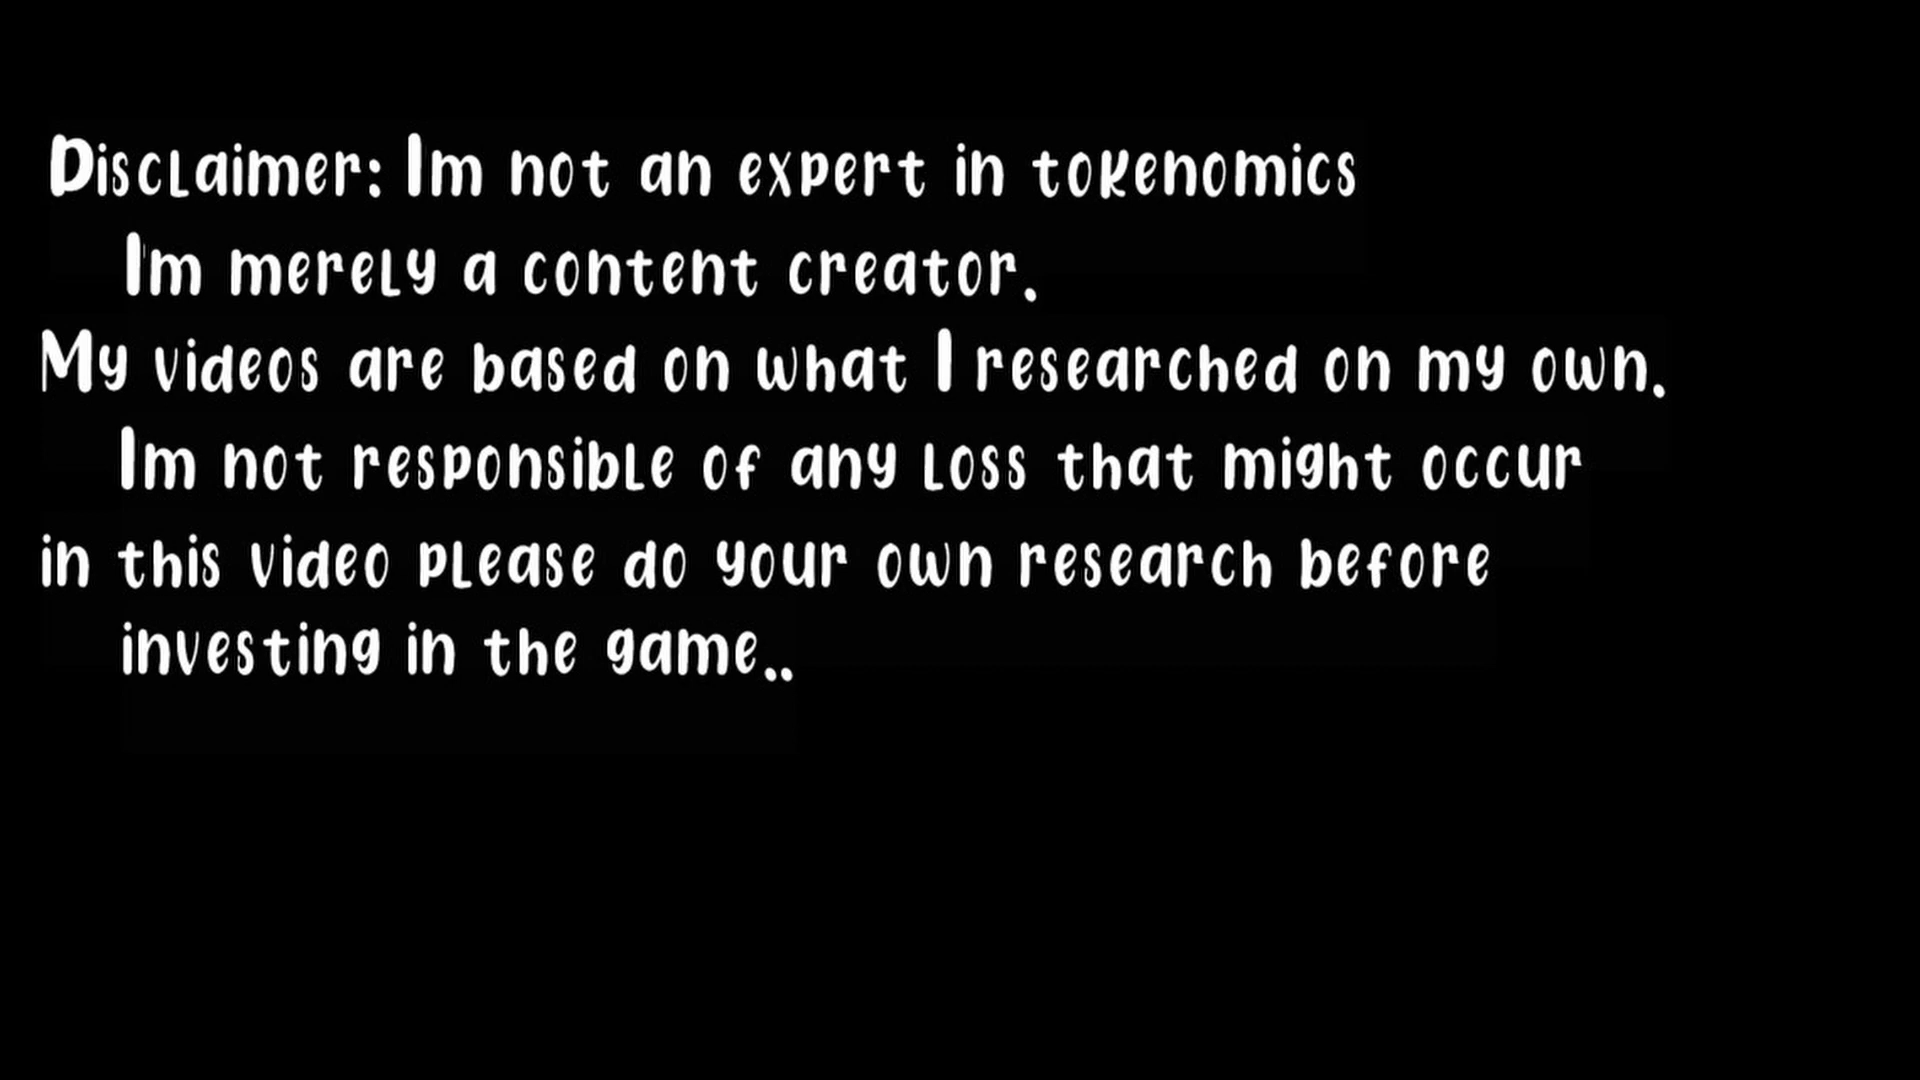 Disclaimer: Im not an expert in tokenomics
I'm merely a content creator.
My videos are based on what I researched on my own.
Im not responsible of any loss that might occur
in this video please do your own research before
investing in the game..